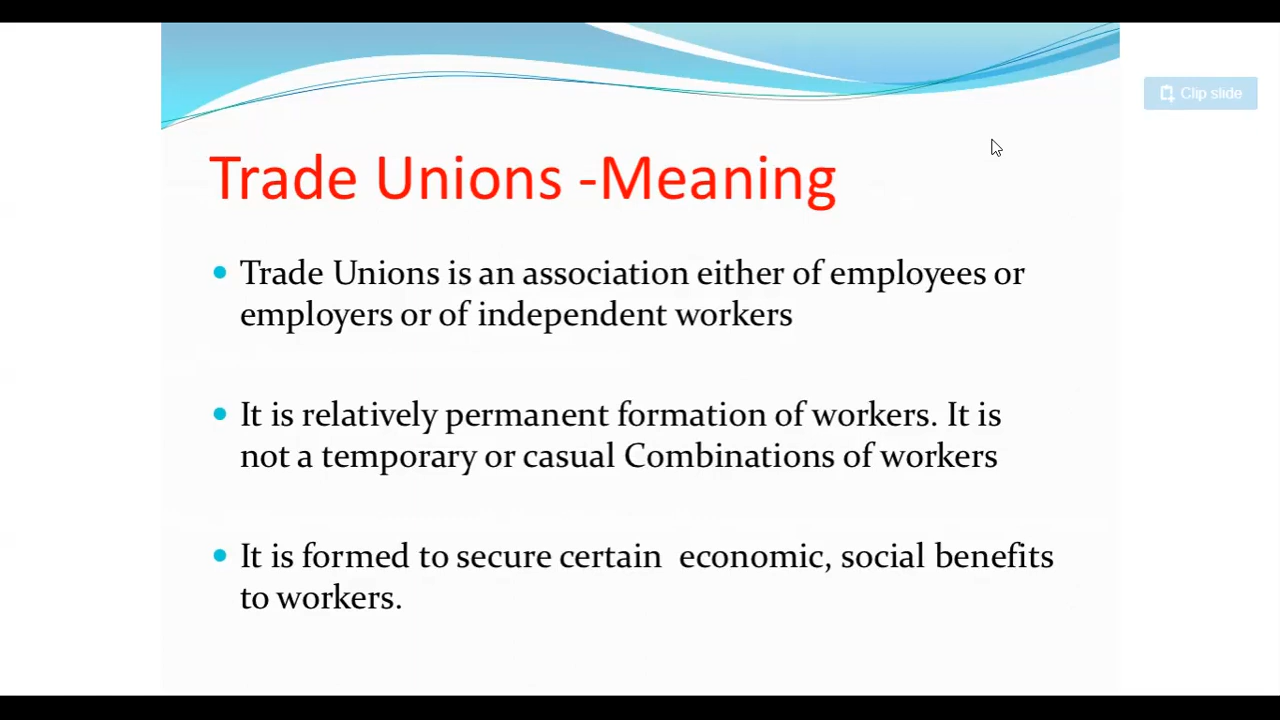 Clip slide
Trade Unions -Meaning
Trade Unions is an association either of employees or
employers or of independent workers
It is relatively permanent formation of workers. It is
not a temporary or casual Combinations of workers
It is formed to secure certain  economic, social benefits
to workers.